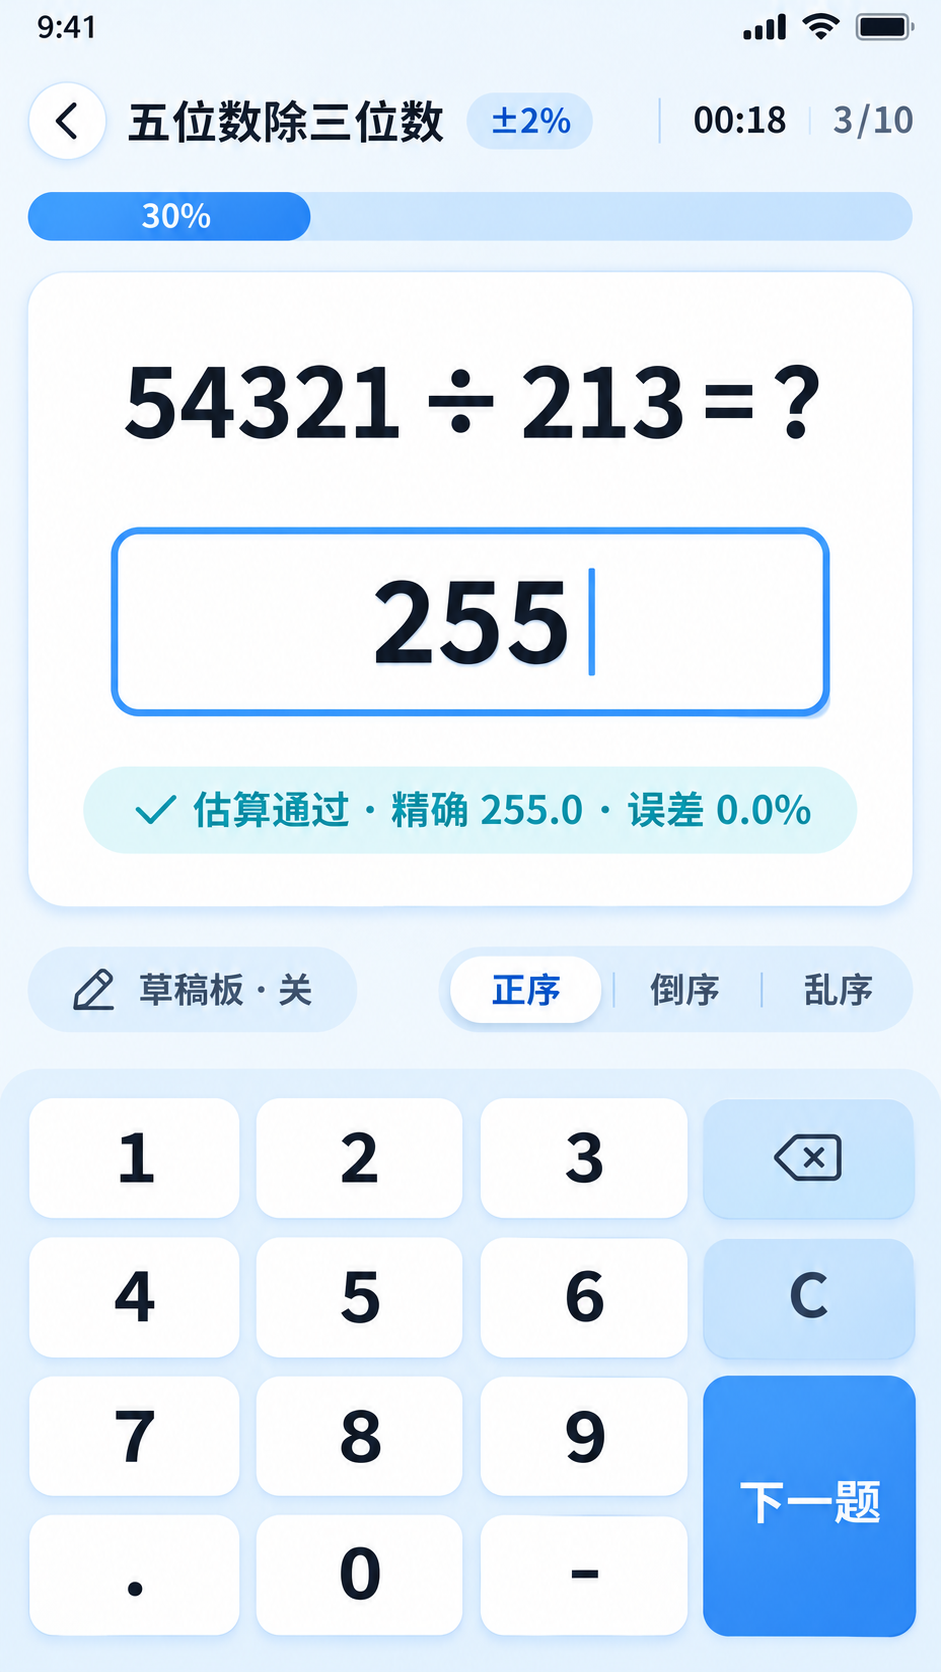 9:41
五位数除三位数 ±2% 00:18 3/10
30%
54321÷213=?
255
估算通过 · 精确 255.0 · 误差 0.0%
草稿板 · 关 正序 倒序 乱序
1 2 3
4 5 6 C
7 8 9
下一题
. 0 -